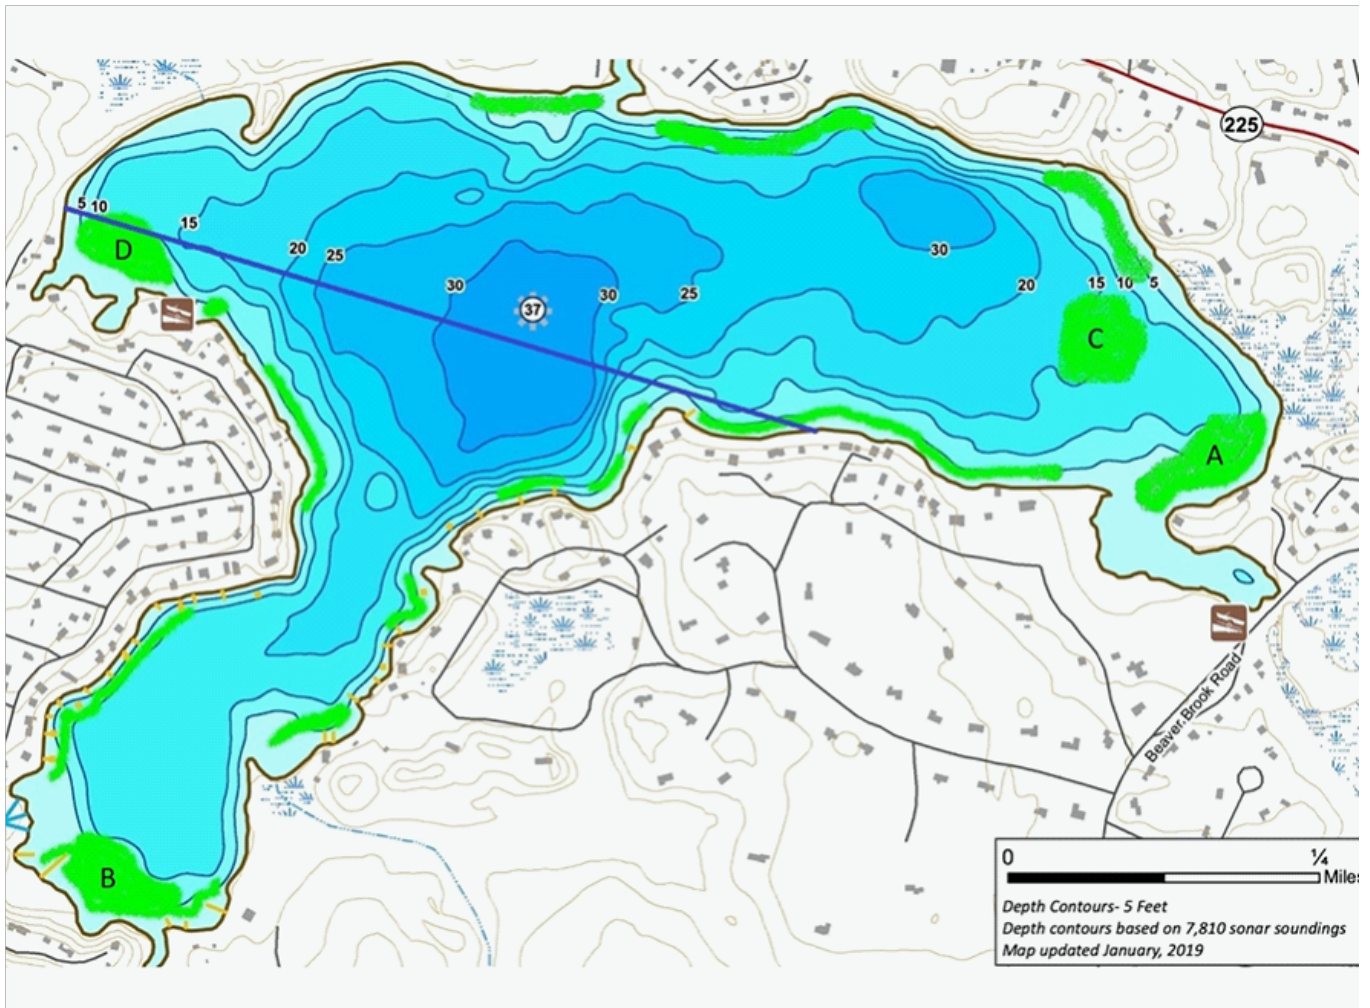 225
5 10
15
D
20
25
30
37
30
25
30
20
15 10 5
C
A
Beaver Brook Road
B
0 ¼
Miles
Depth Contours- 5 Feet
Depth contours based on 7,810 sonar soundings
Map updated January, 2019